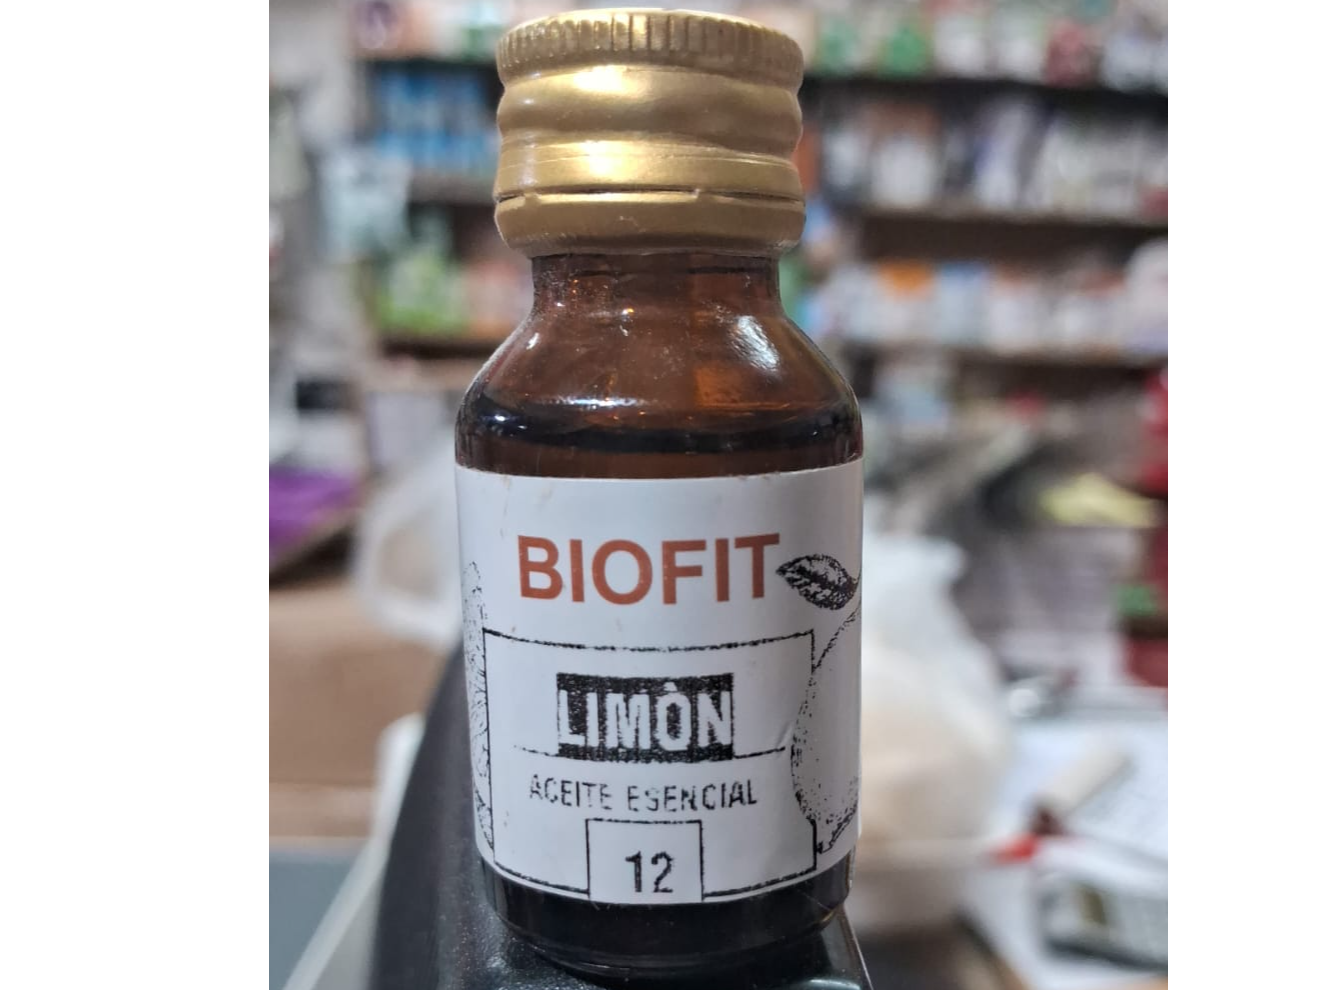 BIOFIT
LIMÒN
ACEITE ESENCIAL
12